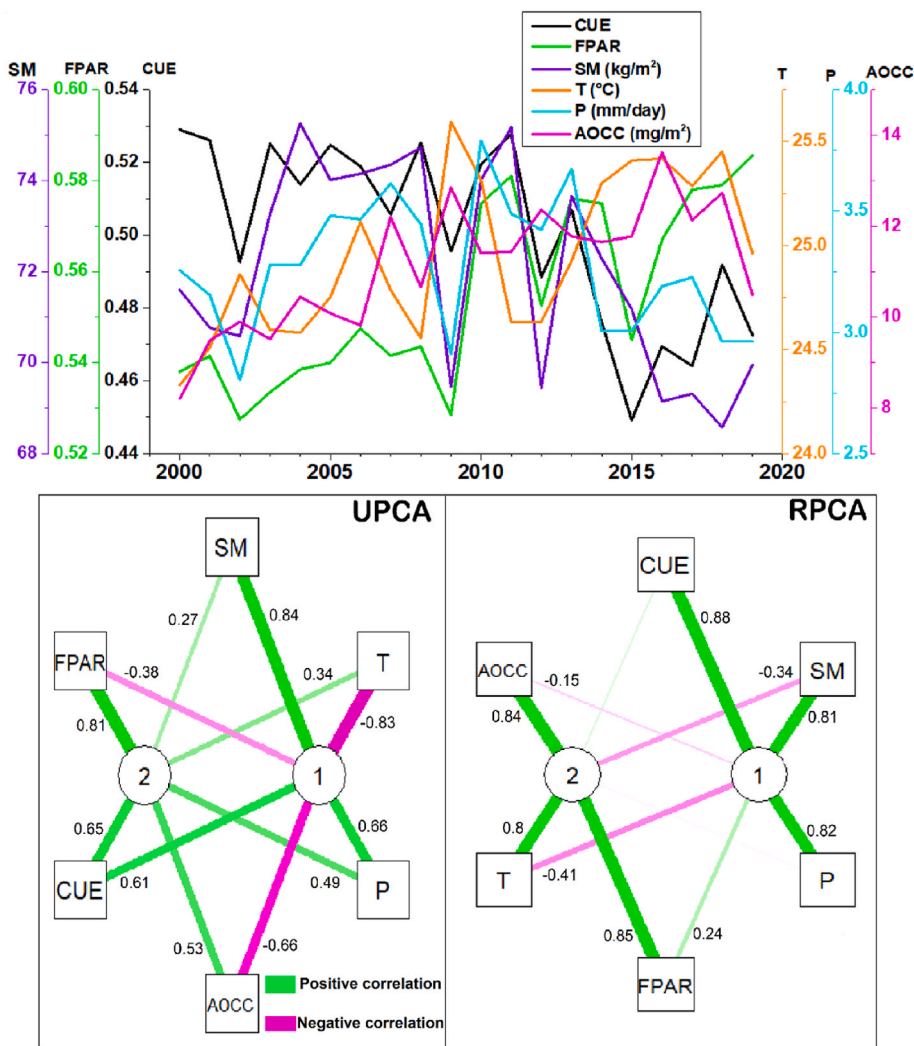 CUE
FPAR
SM (kg/m²)
T (°C)
P (mm/day)
AOCC (mg/m²)
SM FPAR CUE T P AOCC
76 0.60 0.54 4.0
14
25.5
0.52
74 0.58
3.5
0.50 12
25.0
72 0.56
0.48
10
3.0
70 0.54 24.5
0.46
8
68 0.52 0.44 24.0 2.5
2000 2005 2010 2015 2020
UPCA RPCA
SM CUE
0.27 0.84 0.88
FPAR -0.38 0.34 T AOCC -0.15 -0.34 SM
0.81 -0.83 0.84 0.81
2 1 2 1
0.65 0.66 0.8 0.82
CUE 0.61 0.49 P T -0.41 P
0.53 -0.66 0.85 0.24
AOCC FPAR
Positive correlation
Negative correlation